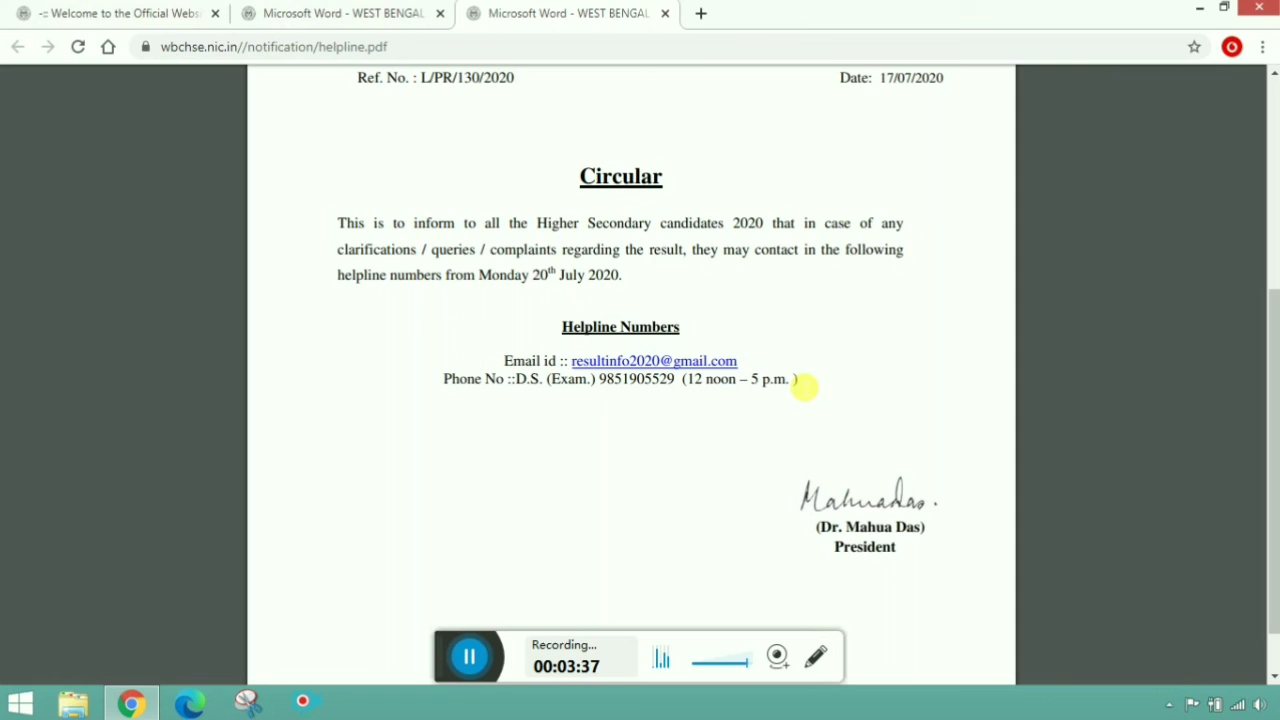 -:: Welcome to the Official Webs
Microsoft Word - WEST BENGAL
Microsoft Word - WEST BENGAL
wbchse.nic.in//notification/helpline.pdf
Ref. No. : L/PR/130/2020
Date: 17/07/2020
Circular
This is to inform to all the Higher Secondary candidates 2020 that in case of any
clarifications / queries / complaints regarding the result, they may contact in the following
helpline numbers from Monday 20th July 2020.
Helpline Numbers
Email id :: resultinfo2020@gmail.com
Phone No ::D.S. (Exam.) 9851905529 (12 noon – 5 p.m. )
Mahua Das.
(Dr. Mahua Das)
President
Recording...
00:03:37